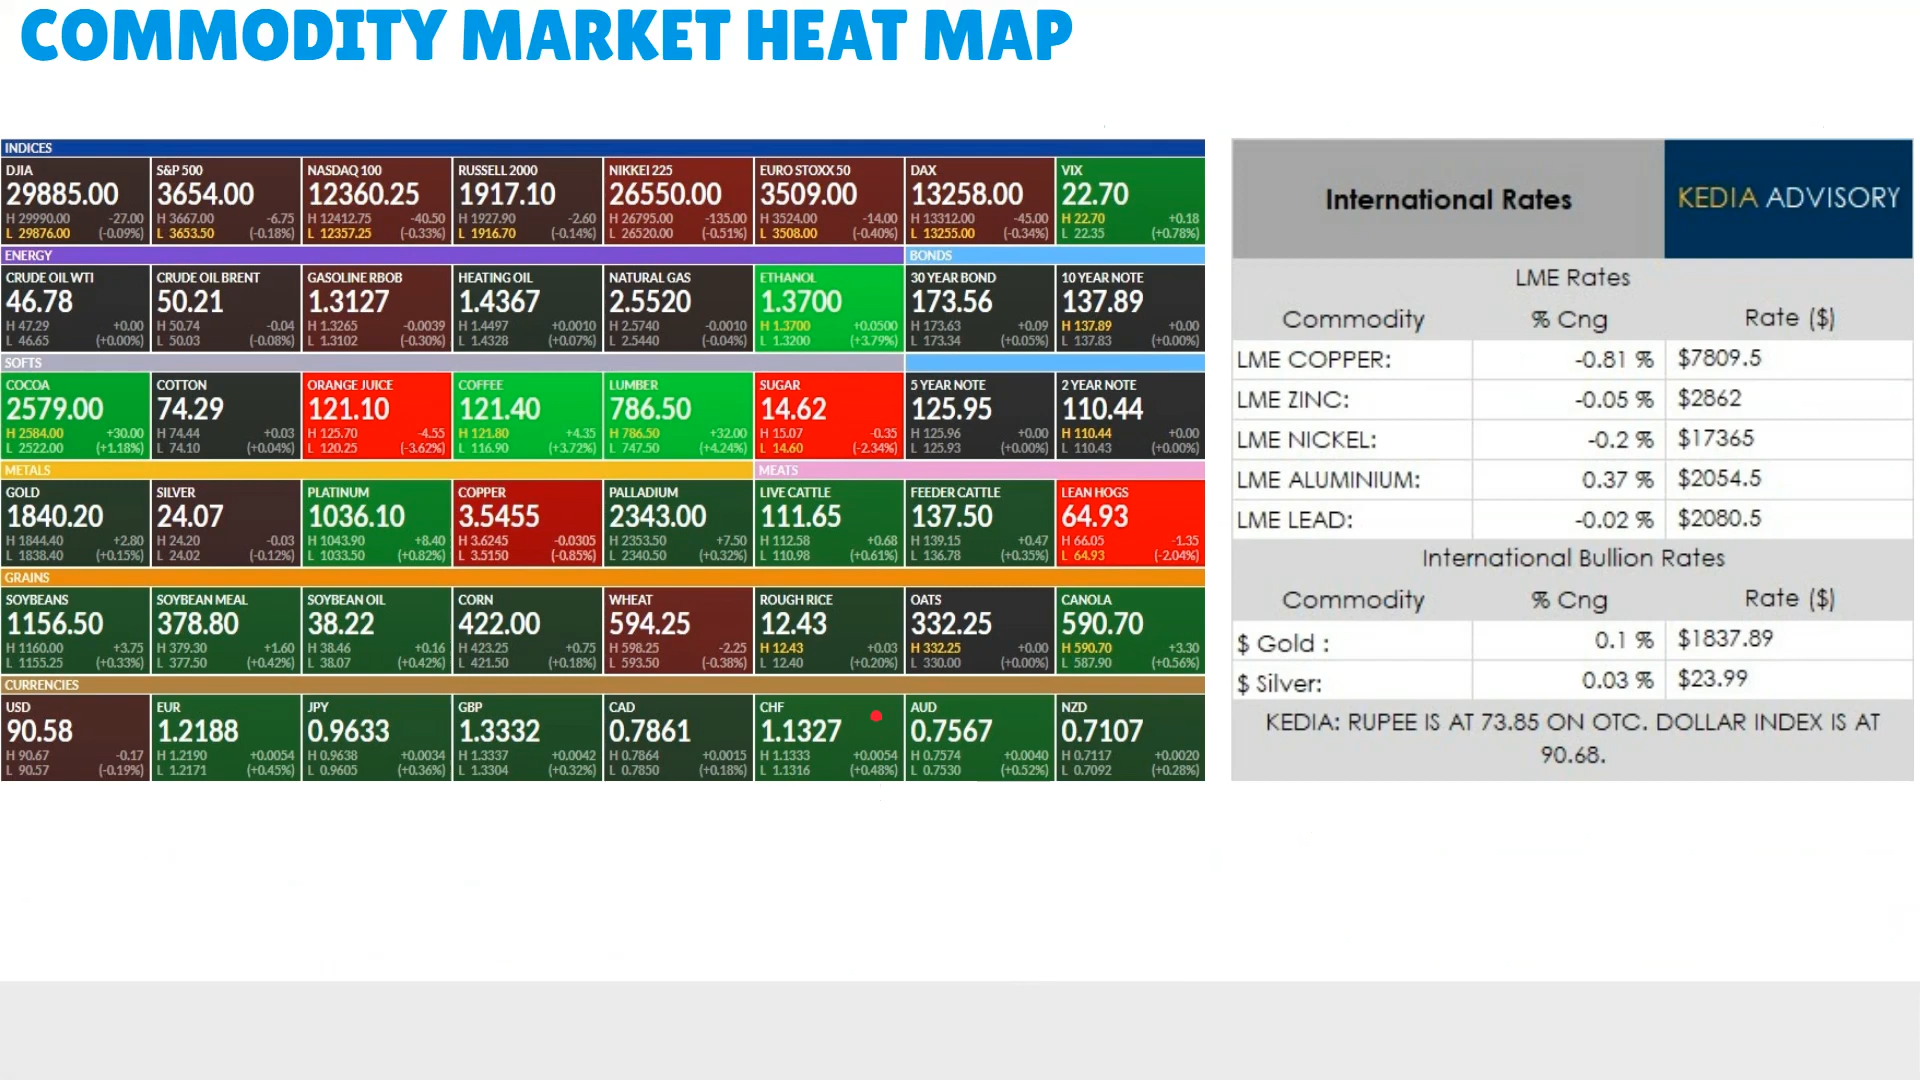 COMMODITY MARKET HEAT MAP
INDICES
DJIA S&P 500 NASDAQ 100 RUSSELL 2000 NIKKEI 225 EURO STOXX 50 DAX VIX
29885.00 3654.00 12360.25 1917.10 26550.00 3509.00 13258.00 22.70
H 29990.00 -27.00 H 3667.00 -6.75 H 12412.75 -40.50 H 1927.90 -2.60 H 26795.00 -135.00 H 3524.00 -14.00 H 13312.00 -45.00 H 22.70 +0.18
L 29876.00 (-0.09%) L 3653.50 (-0.18%) L 12357.25 (-0.33%) L 1916.70 (-0.14%) L 26520.00 (-0.51%) L 3508.00 (-0.40%) L 13255.00 (-0.34%) L 22.35 (+0.78%)
ENERGY BONDS
CRUDE OIL WTI CRUDE OIL BRENT GASOLINE RBOB HEATING OIL NATURAL GAS ETHANOL 30 YEAR BOND 10 YEAR NOTE
46.78 50.21 1.3127 1.4367 2.5520 1.3700 173.56 137.89
H 47.29 +0.00 H 50.74 -0.04 H 1.3265 -0.0039 H 1.4497 +0.0010 H 2.5740 -0.0010 H 1.3700 +0.0500 H 173.63 +0.09 H 137.89 +0.00
L 46.65 (+0.00%) L 50.03 (-0.08%) L 1.3102 (-0.30%) L 1.4328 (+0.07%) L 2.5440 (-0.04%) L 1.3200 (+3.79%) L 173.34 (+0.05%) L 137.83 (+0.00%)
SOFTS
COCOA COTTON ORANGE JUICE COFFEE LUMBER SUGAR 5 YEAR NOTE 2 YEAR NOTE
2579.00 74.29 121.10 121.40 786.50 14.62 125.95 110.44
H 2584.00 +30.00 H 74.44 +0.03 H 125.70 -4.55 H 121.80 +4.35 H 786.50 +32.00 H 15.07 -0.35 H 125.96 +0.00 H 110.44 +0.00
L 2522.00 (+1.18%) L 74.10 (+0.04%) L 120.25 (-3.62%) L 116.90 (+3.72%) L 747.50 (+4.24%) L 14.60 (-2.34%) L 125.93 (+0.00%) L 110.43 (+0.00%)
METALS MEATS
GOLD SILVER PLATINUM COPPER PALLADIUM LIVE CATTLE FEEDER CATTLE LEAN HOGS
1840.20 24.07 1036.10 3.5455 2343.00 111.65 137.50 64.93
H 1844.40 +2.80 H 24.20 -0.03 H 1043.90 +8.40 H 3.6245 -0.0305 H 2353.50 +7.50 H 112.58 +0.68 H 139.15 +0.47 H 66.05 -1.35
L 1838.40 (+0.15%) L 24.02 (-0.12%) L 1033.50 (+0.82%) L 3.5150 (-0.85%) L 2340.50 (+0.32%) L 110.98 (+0.61%) L 136.78 (+0.35%) L 64.93 (-2.04%)
GRAINS
SOYBEANS SOYBEAN MEAL SOYBEAN OIL CORN WHEAT ROUGH RICE OATS CANOLA
1156.50 378.80 38.22 422.00 594.25 12.43 332.25 590.70
H 1160.00 +3.75 H 379.30 +1.60 H 38.46 +0.16 H 423.25 +0.75 H 598.25 -2.25 H 12.43 +0.03 H 332.25 +0.00 H 590.70 +3.30
L 1155.25 (+0.33%) L 377.50 (+0.42%) L 38.07 (+0.42%) L 421.50 (+0.18%) L 593.50 (-0.38%) L 12.40 (+0.20%) L 330.00 (+0.00%) L 587.90 (+0.56%)
CURRENCIES
USD EUR JPY GBP CAD CHF AUD NZD
90.58 1.2188 0.9633 1.3332 0.7861 1.1327 0.7567 0.7107
H 90.67 -0.17 H 1.2190 +0.0054 H 0.9638 +0.0034 H 1.3337 +0.0042 H 0.7864 +0.0015 H 1.1333 +0.0054 H 0.7574 +0.0040 H 0.7117 +0.0020
L 90.57 (-0.19%) L 1.2171 (+0.45%) L 0.9605 (+0.36%) L 1.3304 (+0.32%) L 0.7850 (+0.18%) L 1.1316 (+0.48%) L 0.7530 (+0.52%) L 0.7092 (+0.28%)
International Rates KEDIA ADVISORY
LME Rates
Commodity % Cng Rate ($)
LME COPPER: -0.81 % $7809.5
LME ZINC: -0.05 % $2862
LME NICKEL: -0.2 % $17365
LME ALUMINIUM: 0.37 % $2054.5
LME LEAD: -0.02 % $2080.5
International Bullion Rates
Commodity % Cng Rate ($)
$ Gold : 0.1 % $1837.89
$ Silver: 0.03 % $23.99
KEDIA: RUPEE IS AT 73.85 ON OTC. DOLLAR INDEX IS AT
90.68.